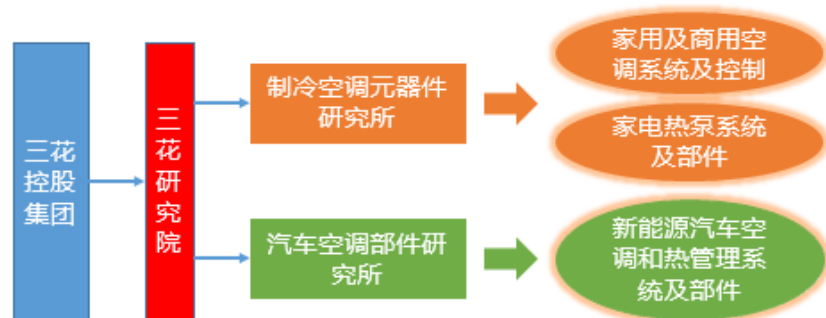 三花
控股
集团
三
花
研
究
院
制冷空调元器件
研究所
汽车空调部件研
究所
家用及商用空
调系统及控制
家电热泵系统
及部件
新能源汽车空
调和热管理系
统及部件